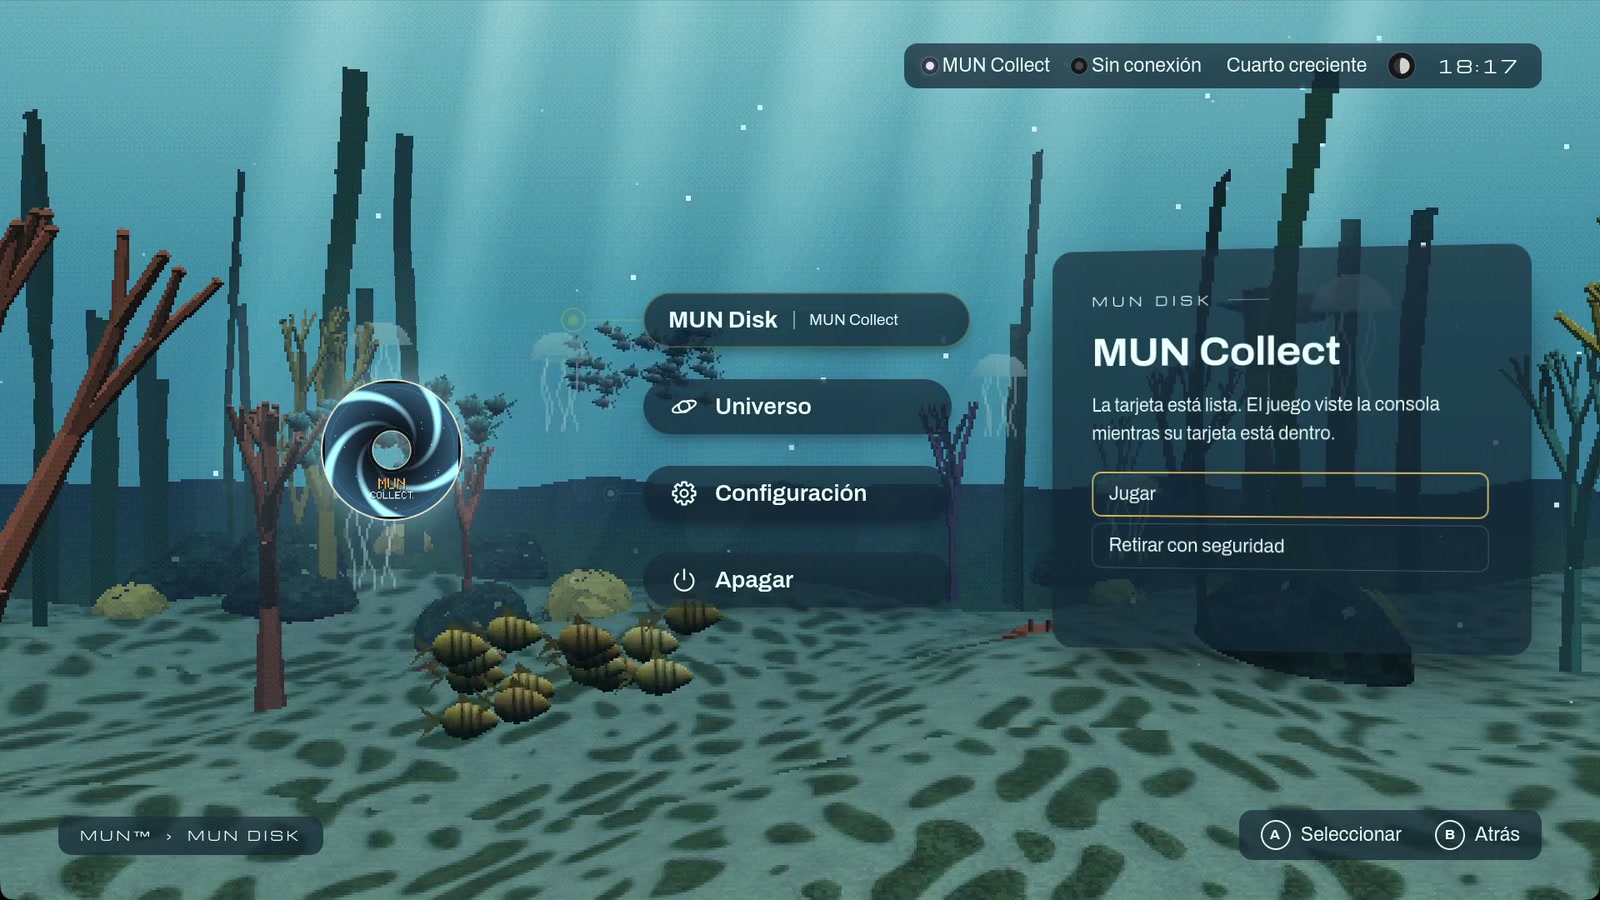 MUN Collect Sin conexión Cuarto creciente 18:17
MUN Disk | MUN Collect
Universo
Configuración
Apagar
MUN
COLLECT
MUN DISK
MUN Collect
La tarjeta está lista. El juego viste la consola
mientras su tarjeta está dentro.
Jugar
Retirar con seguridad
MUN™ › MUN DISK
A Seleccionar B Atrás